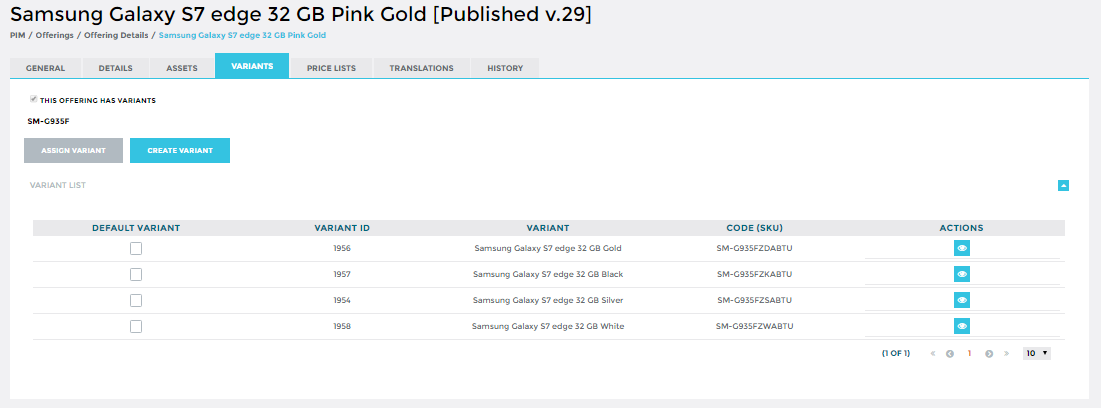 Samsung Galaxy S7 edge 32 GB Pink Gold [Published v.29]
PIM / Offerings / Offering Details / Samsung Galaxy S7 edge 32 GB Pink Gold
GENERAL DETAILS ASSETS VARIANTS PRICE LISTS TRANSLATIONS HISTORY
THIS OFFERING HAS VARIANTS
SM-G935F
ASSIGN VARIANT CREATE VARIANT
VARIANT LIST
DEFAULT VARIANT VARIANT ID VARIANT CODE (SKU) ACTIONS
1956 Samsung Galaxy S7 edge 32 GB Gold SM-G935FZDABTU
1957 Samsung Galaxy S7 edge 32 GB Black SM-G935FZKABTU
1954 Samsung Galaxy S7 edge 32 GB Silver SM-G935FZSABTU
1958 Samsung Galaxy S7 edge 32 GB White SM-G935FZWABTU
(1 OF 1) « 1 » 10